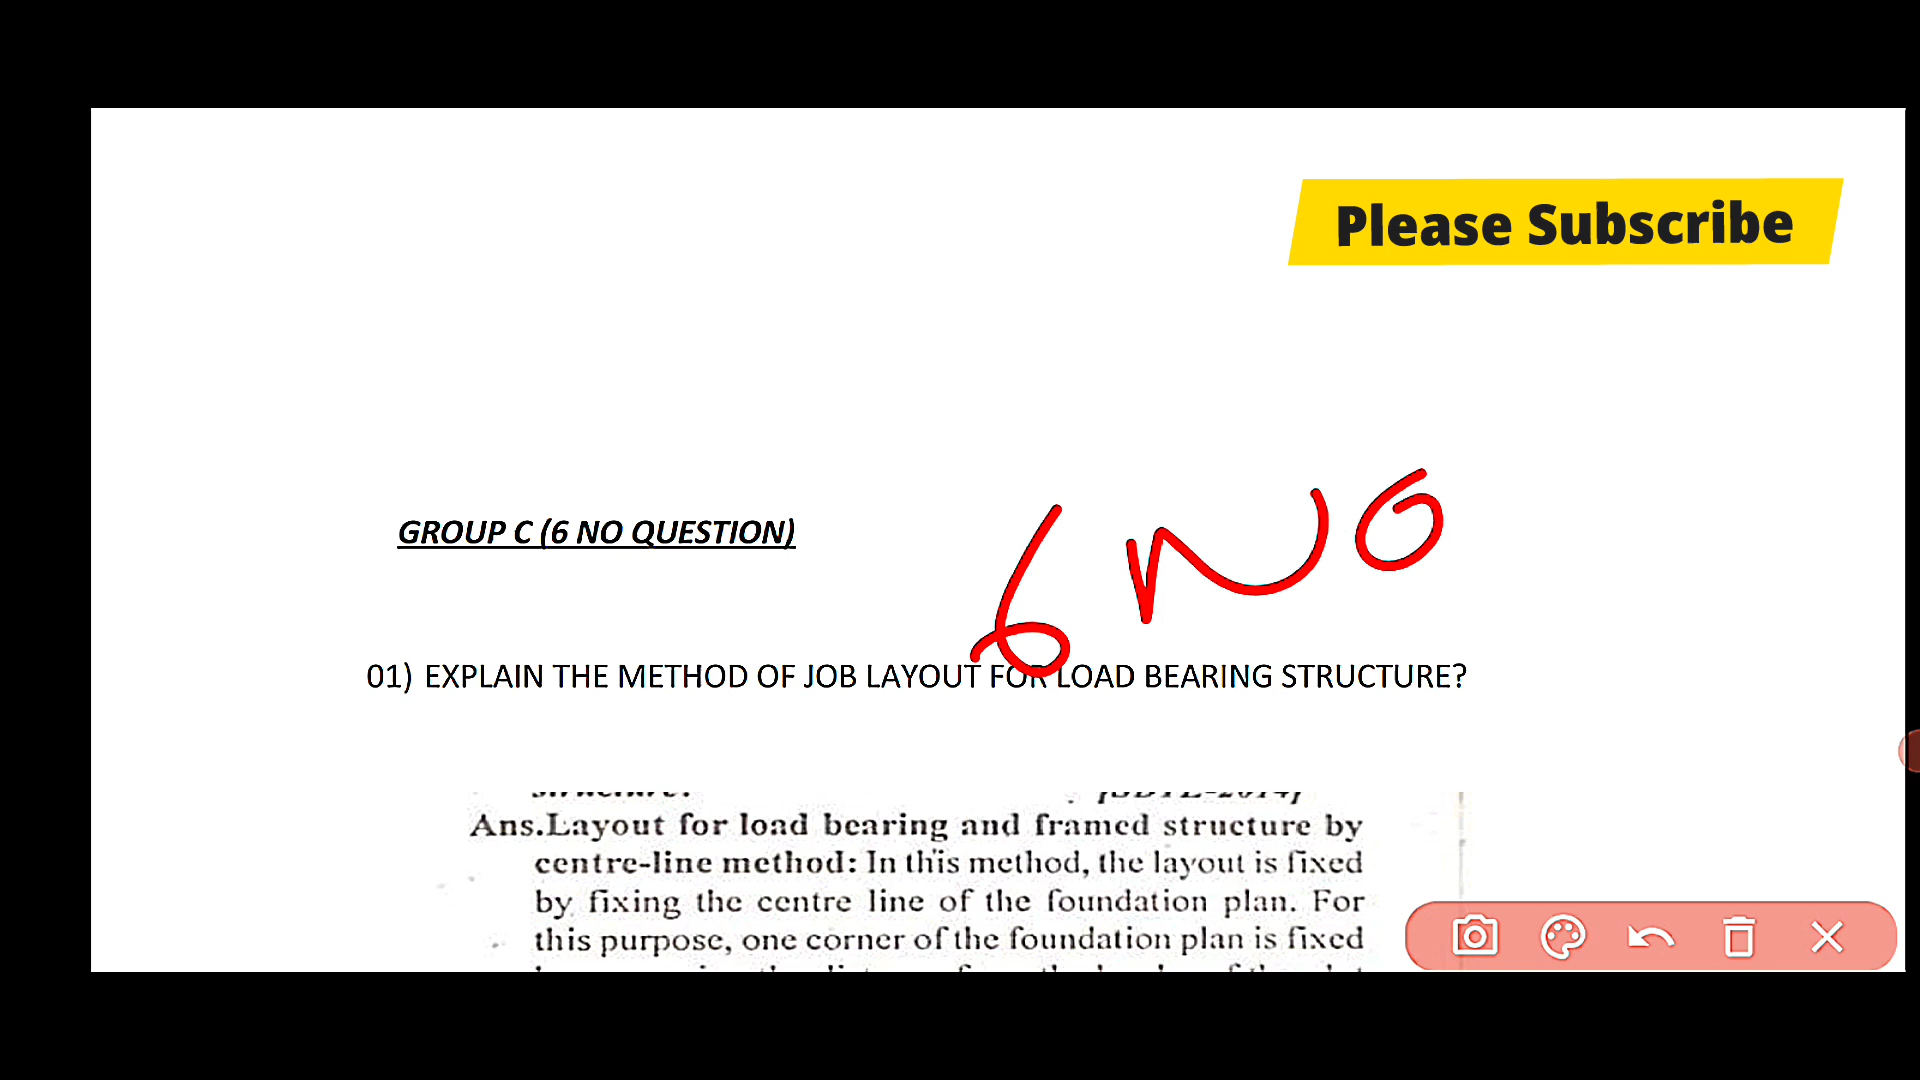 Please Subscribe
GROUP C (6 NO QUESTION)
6 NO
01) EXPLAIN THE METHOD OF JOB LAYOUT FOR LOAD BEARING STRUCTURE?
Ans.Layout for load bearing and framed structure by
centre-line method: In this method, the layout is fixed
by fixing the centre line of the foundation plan. For
this purpose, one corner of the foundation plan is fixed